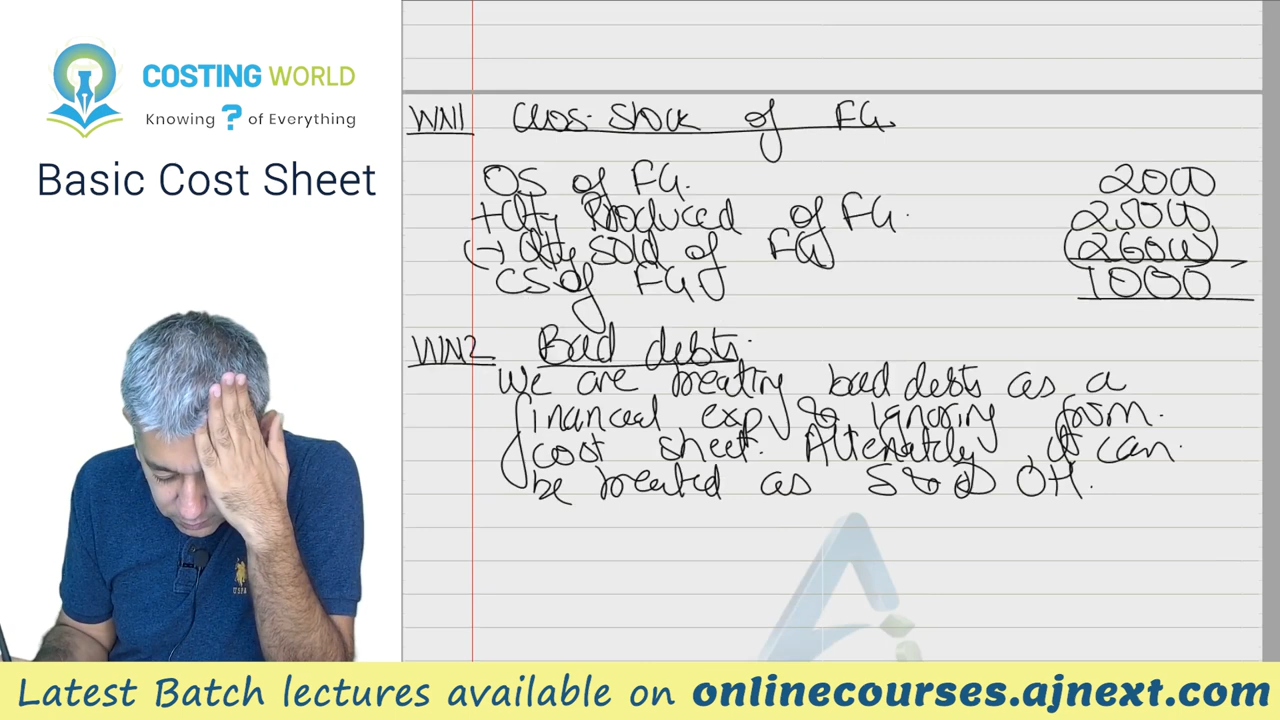 COSTING WORLD
Knowing ? of Everything
Basic Cost Sheet
WN1 Clos. Stock of FG.
OS of FG. 2000
+ Qty Produced of FG. 25000
(-) Qty Sold of FG (26000)
CS of FG 1000
WN2 Bad debts.
We are treating bad debts as a
financial exp & ignoring from
cost sheet. Alternately, it can
be treated as S & D OH.
U.S.P.A
Latest Batch lectures available on onlinecourses.ajnext.com